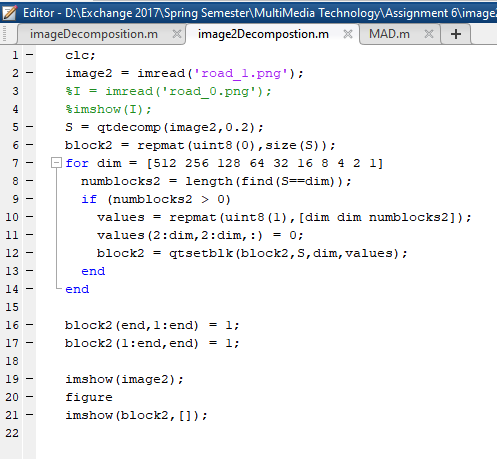 Editor - D:\Exchange 2017\Spring Semester\MultiMedia Technology\Assignment 6\image2
imageDecomposition.m image2Decompostion.m MAD.m
1 clc;
2 image2 = imread('road_1.png');
3 %I = imread('road_0.png');
4 %imshow(I);
5 S = qtdecomp(image2,0.2);
6 block2 = repmat(uint8(0),size(S));
7 for dim = [512 256 128 64 32 16 8 4 2 1]
8 numblocks2 = length(find(S==dim));
9 if (numblocks2 > 0)
10 values = repmat(uint8(1),[dim dim numblocks2]);
11 values(2:dim,2:dim,:) = 0;
12 block2 = qtsetblk(block2,S,dim,values);
13 end
14 end
15
16 block2(end,1:end) = 1;
17 block2(1:end,end) = 1;
18
19 imshow(image2);
20 figure
21 imshow(block2,[]);
22